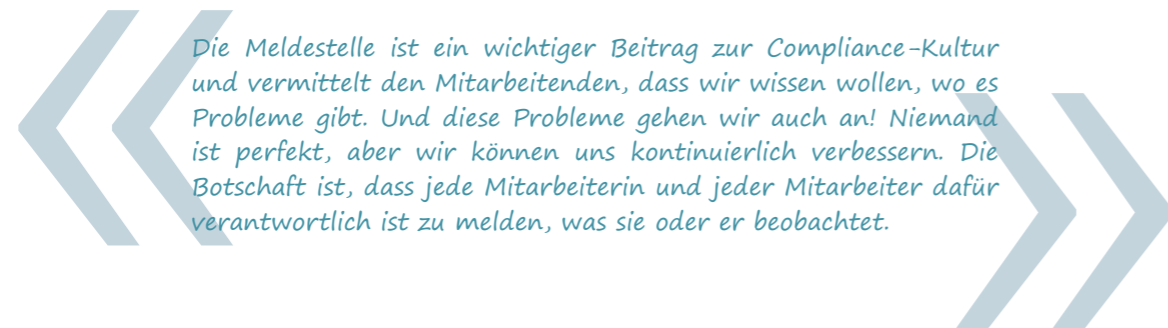 Die Meldestelle ist ein wichtiger Beitrag zur Compliance-Kultur
und vermittelt den Mitarbeitenden, dass wir wissen wollen, wo es
Probleme gibt. Und diese Probleme gehen wir auch an! Niemand
ist perfekt, aber wir können uns kontinuierlich verbessern. Die
Botschaft ist, dass jede Mitarbeiterin und jeder Mitarbeiter dafür
verantwortlich ist zu melden, was sie oder er beobachtet.